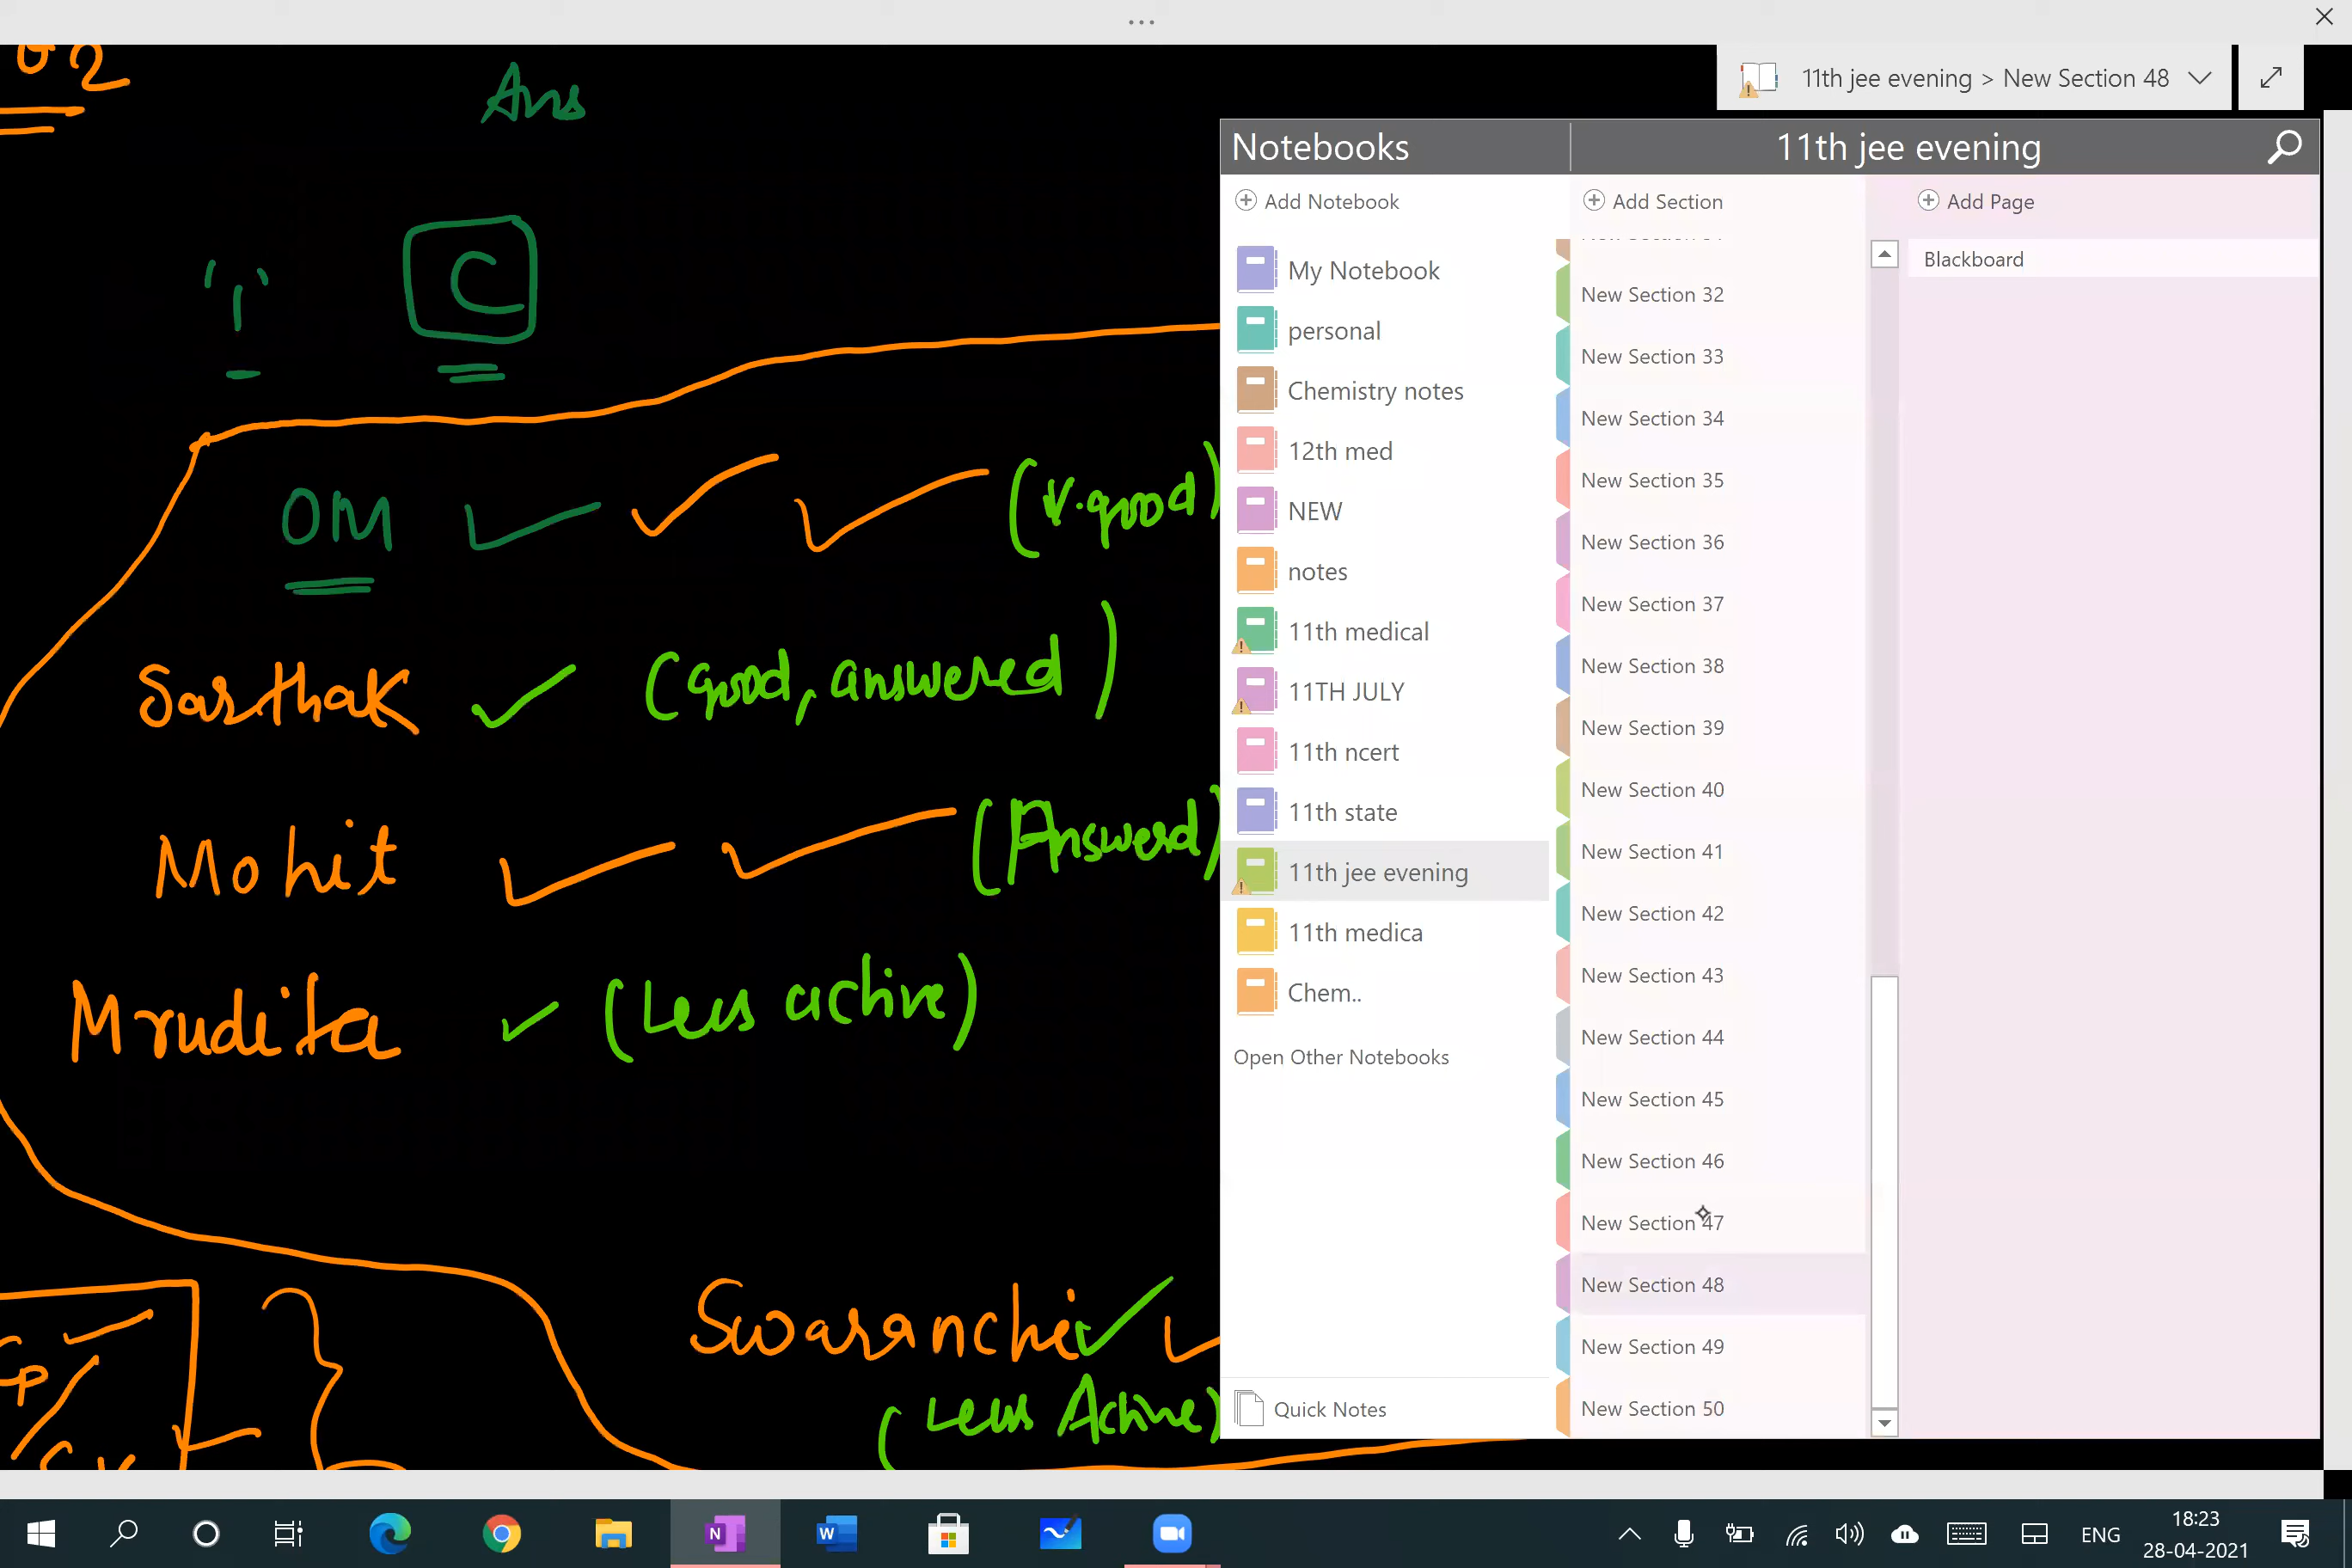 11th jee evening > New Section 48
Ans
'1'
C
OM (V.good)
Sarthak (Good, answered)
Mohit (Answerd)
Mrudita (Less active)
Swaranchi
(Less Active)
Cp
Notebooks
11th jee evening
Add Notebook
My Notebook
personal
Chemistry notes
12th med
NEW
notes
11th medical
11TH JULY
11th ncert
11th state
11th jee evening
11th medica
Chem..
Open Other Notebooks
Quick Notes
Add Section
New Section 32
New Section 33
New Section 34
New Section 35
New Section 36
New Section 37
New Section 38
New Section 39
New Section 40
New Section 41
New Section 42
New Section 43
New Section 44
New Section 45
New Section 46
New Section 47
New Section 48
New Section 49
New Section 50
Add Page
Blackboard
ENG
18:23
28-04-2021